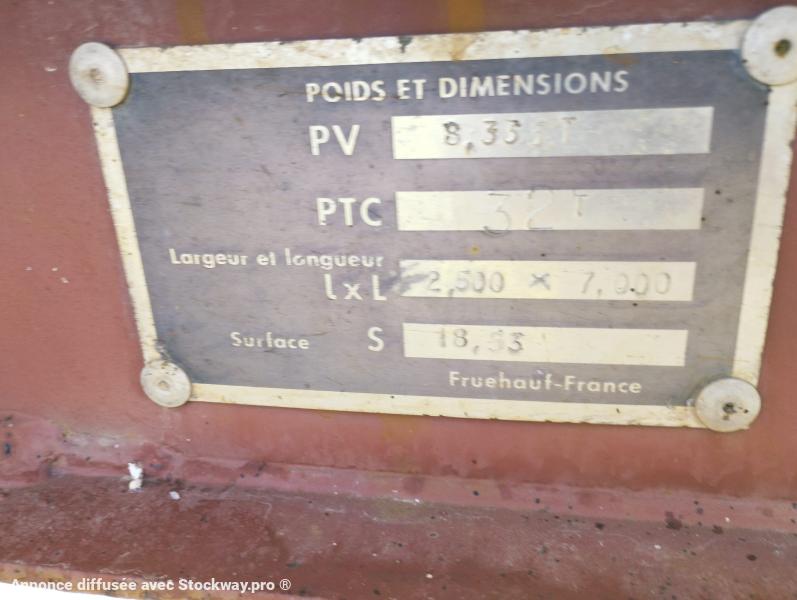 POIDS ET DIMENSIONS
PV
PTC 32 T
Largeur et longueur
l x L 2,500 x 7,000
Surface S 18,53
Fruehauf-France
Annonce diffusée avec Stockway.pro ®